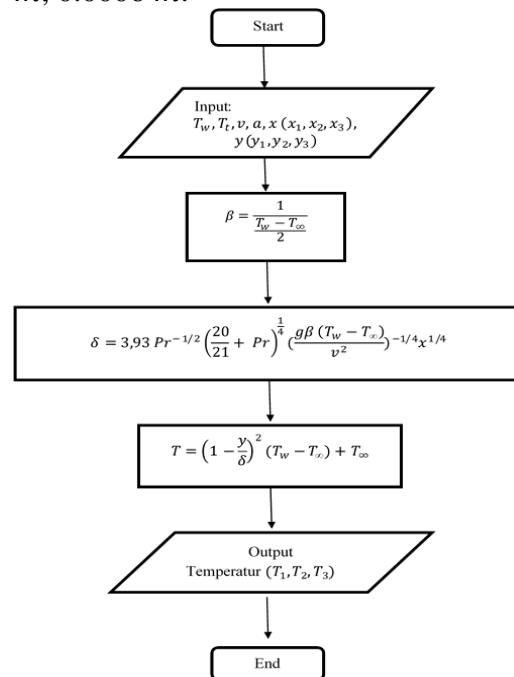 Start
Input:
T_w, T_t, v, a, x (x_1, x_2, x_3),
y (y_1, y_2, y_3)
β = 1 / ((T_w − T_∞) / 2)
δ = 3,93 Pr^{−1/2} (20/21 + Pr)^{1/4} (gβ (T_w − T_∞) / v^2)^{−1/4} x^{1/4}
T = (1 − y/δ)^2 (T_w − T_∞) + T_∞
Output
Temperatur (T_1, T_2, T_3)
End